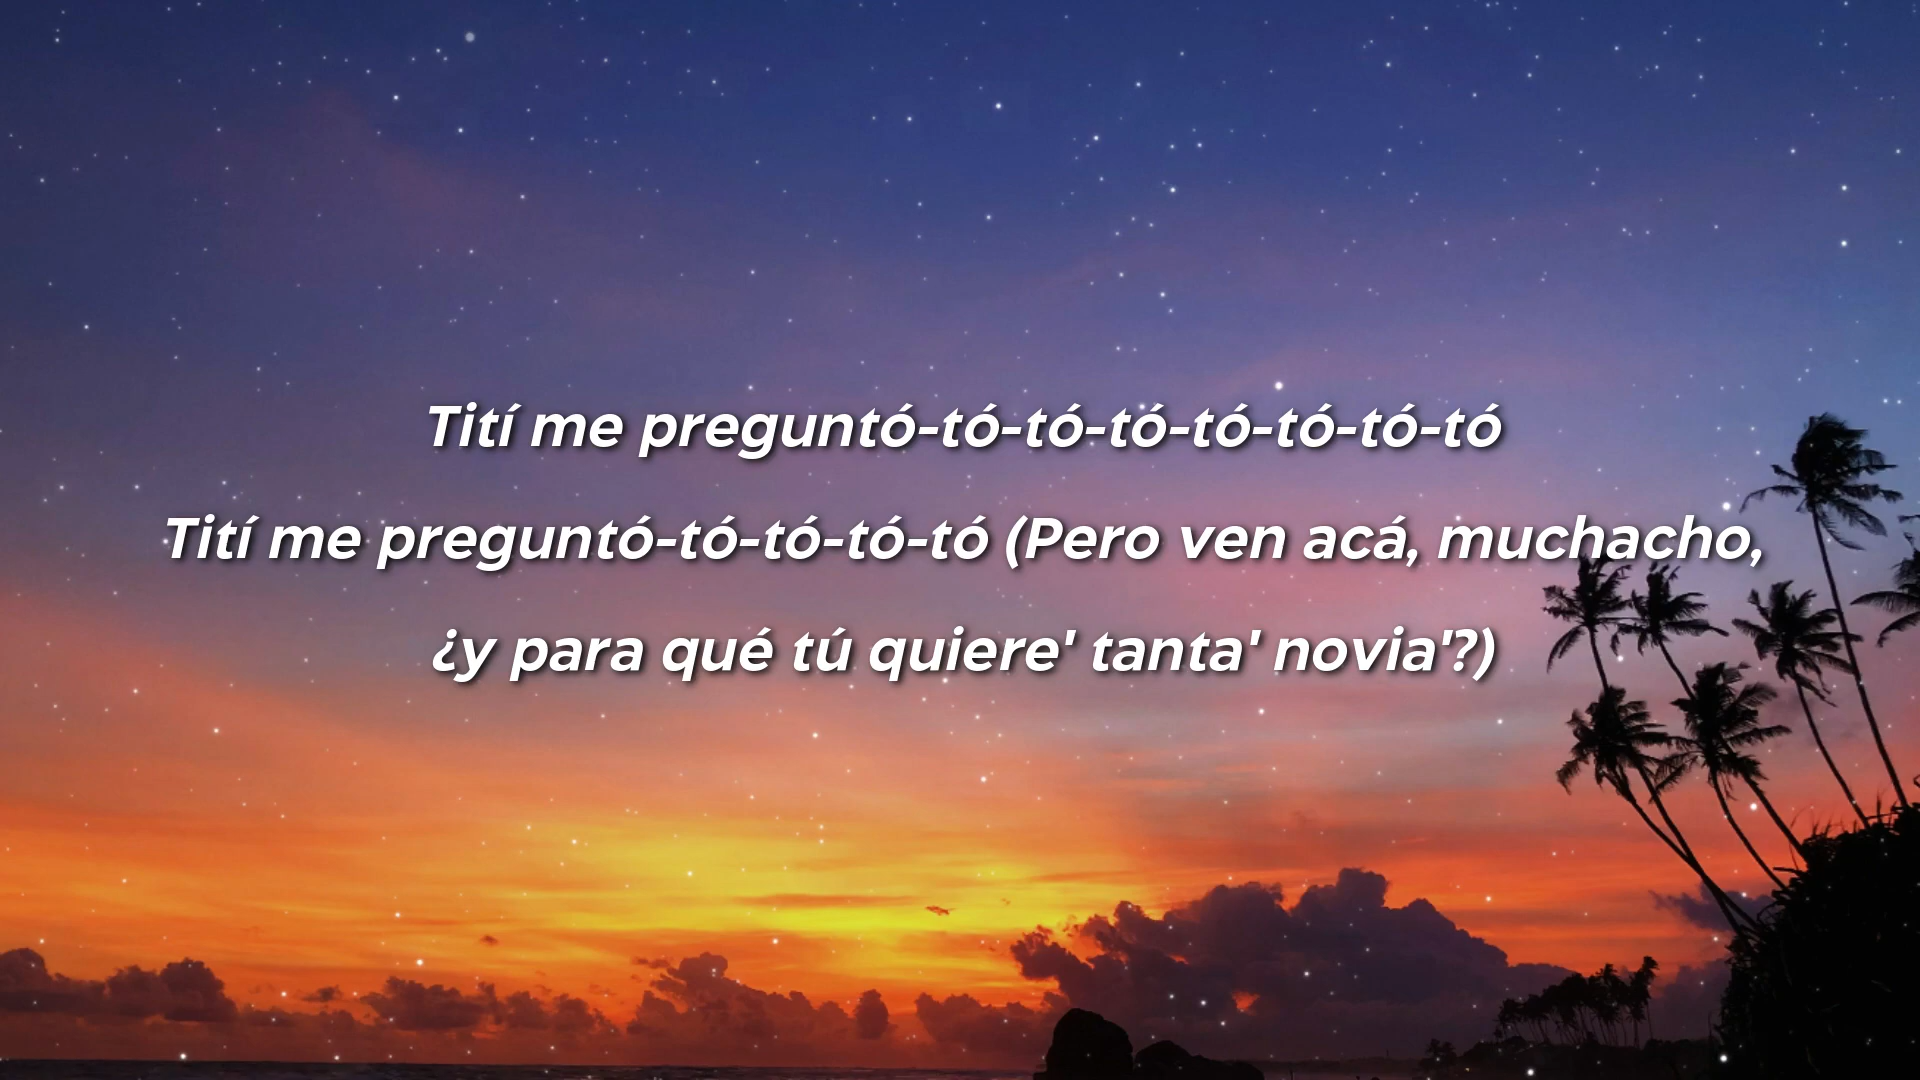 Tití me preguntó-tó-tó-tó-tó-tó-tó-tó
Tití me preguntó-tó-tó-tó-tó (Pero ven acá, muchacho,
¿y para qué tú quiere' tanta' novia'?)